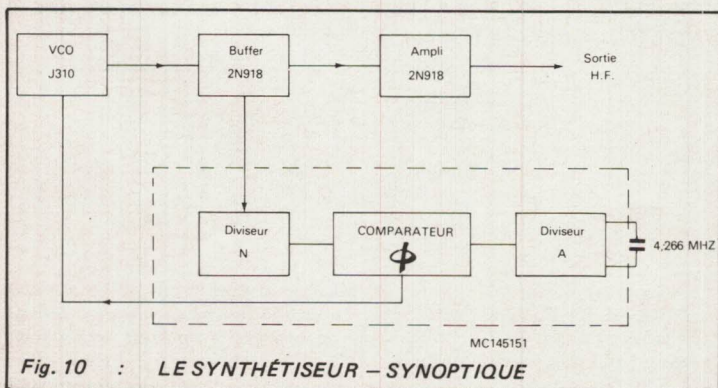 VCO
J310
Buffer
2N918
Ampli
2N918
Sortie
H.F.
Diviseur
N
COMPARATEUR
ϕ
Diviseur
A
4,266 MHZ
MC145151
Fig. 10 : LE SYNTHÉTISEUR – SYNOPTIQUE